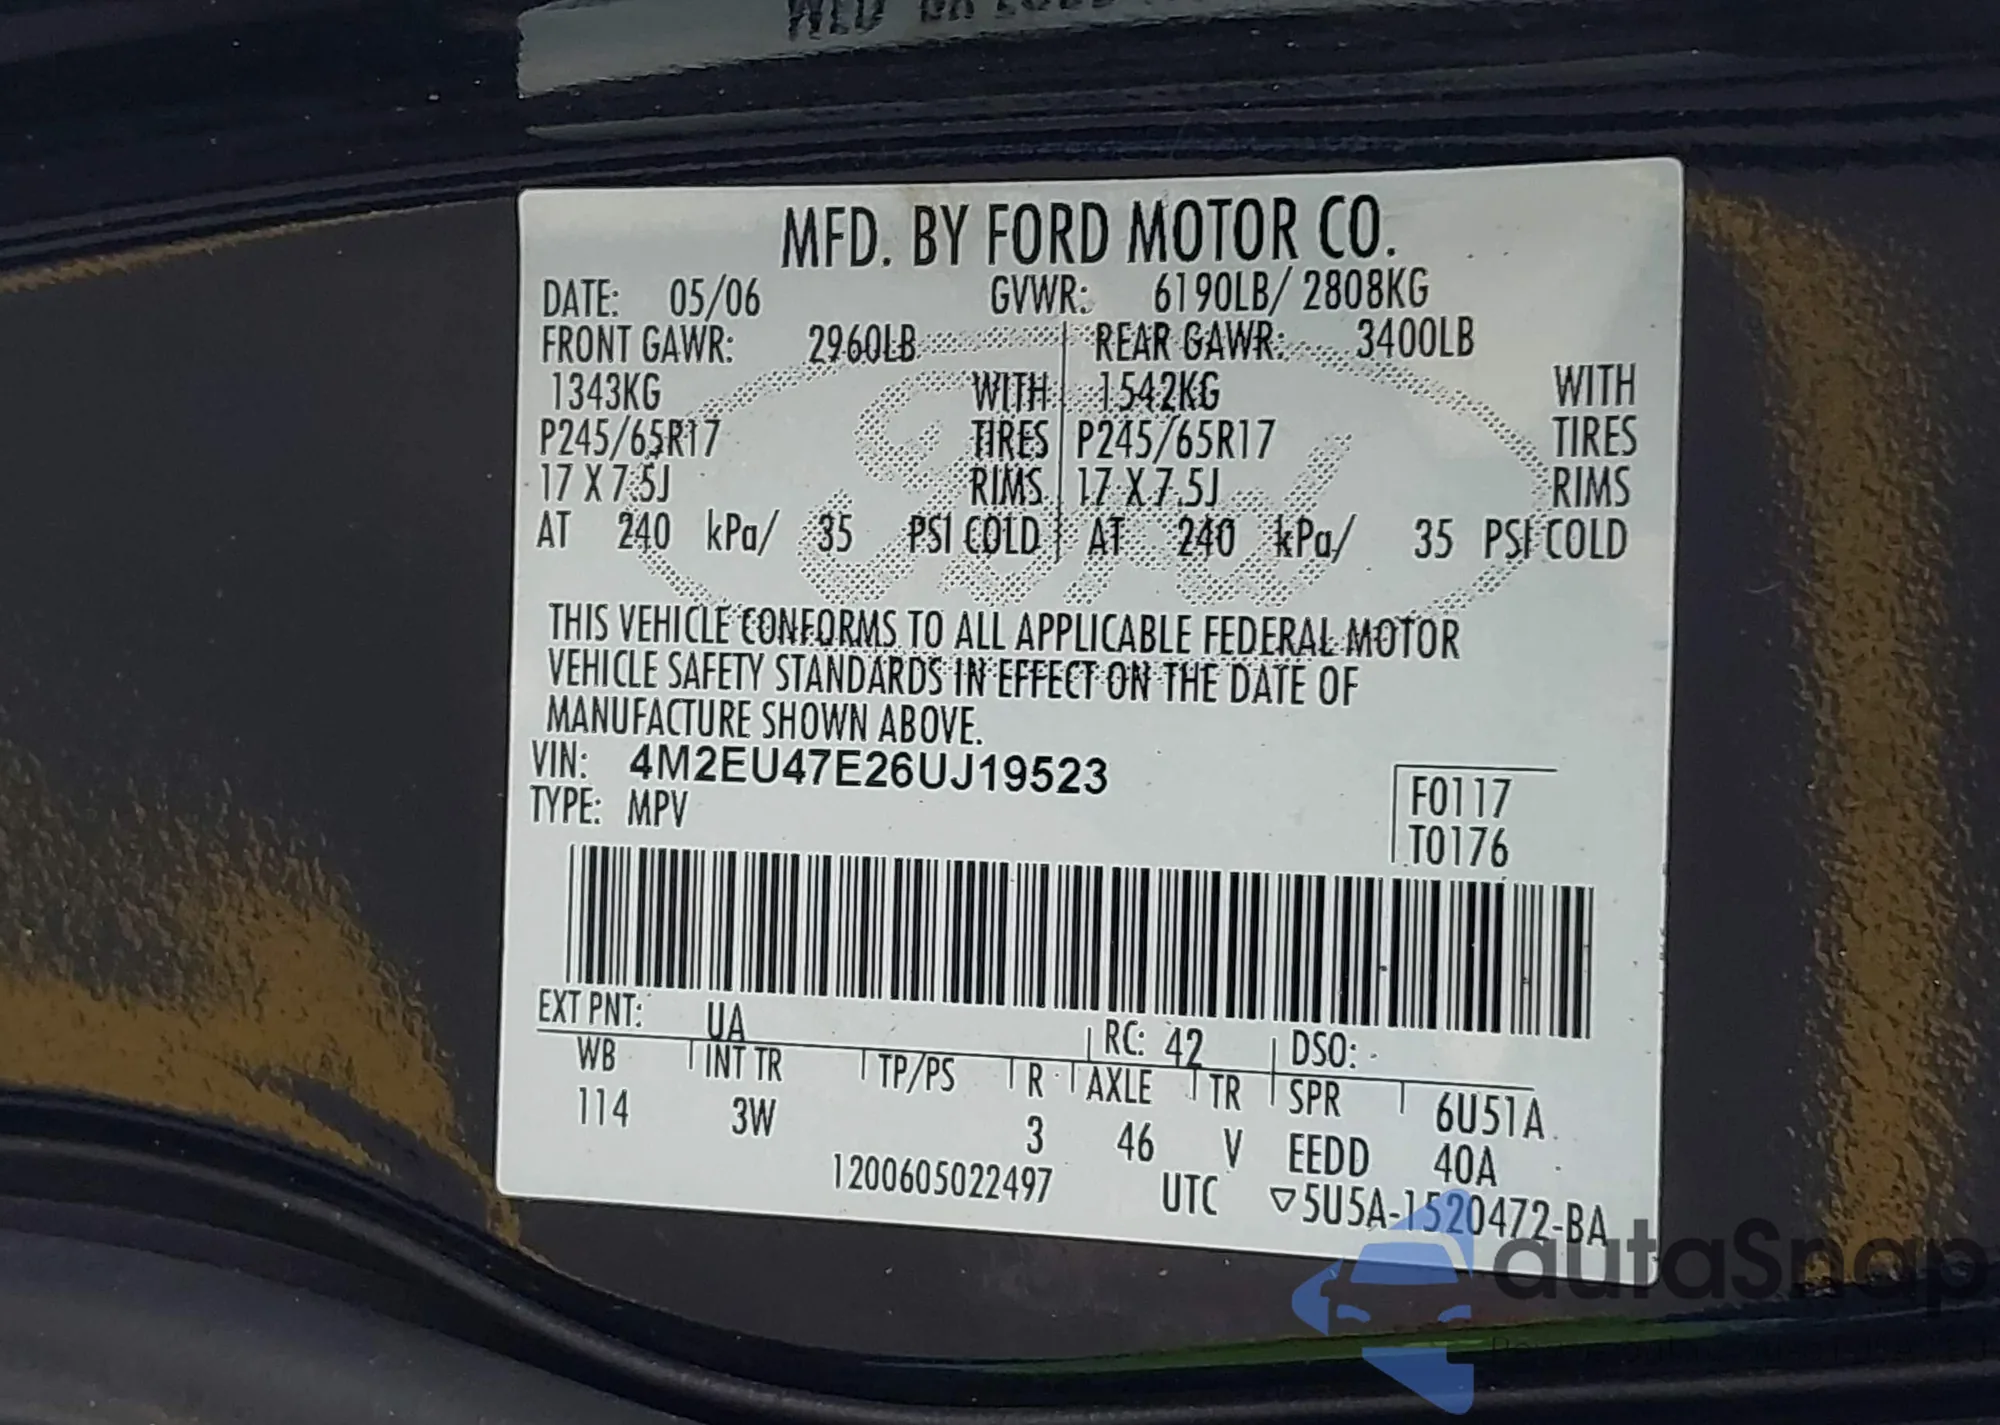 WED
MFD. BY FORD MOTOR CO.
DATE: 05/06 GVWR: 6190LB/ 2808KG
FRONT GAWR: 2960LB REAR GAWR: 3400LB
1343KG WITH 1542KG WITH
P245/65R17 TIRES P245/65R17 TIRES
17 X 7.5J RIMS 17 X 7.5J RIMS
AT 240 kPa/ 35 PSI COLD AT 240 kPa/ 35 PSI COLD
Ford
THIS VEHICLE CONFORMS TO ALL APPLICABLE FEDERAL MOTOR
VEHICLE SAFETY STANDARDS IN EFFECT ON THE DATE OF
MANUFACTURE SHOWN ABOVE.
VIN: 4M2EU47E26UJ19523
TYPE: MPV
F0117
T0176
EXT PNT: UA RC: 42 DSO:
WB INT TR TP/PS R AXLE TR SPR 6U51A
114 3W 3 46 V EEDD 40A
1200605022497 UTC ▽5U5A-1520472-BA
autaSnap